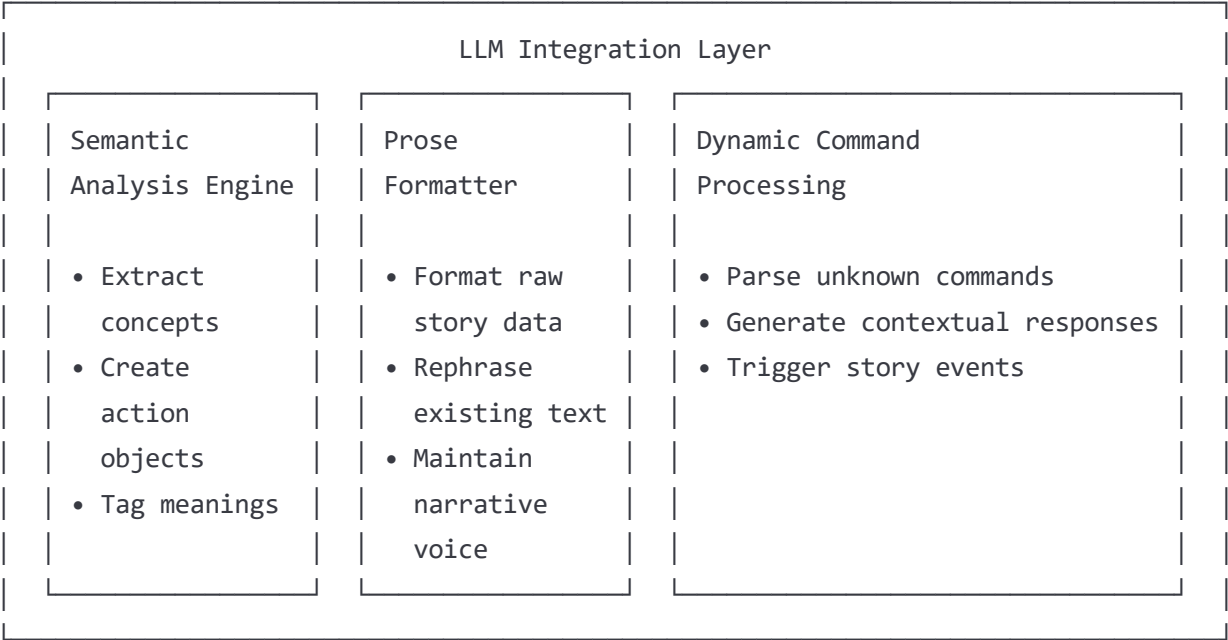 LLM Integration Layer
Semantic
Analysis Engine
• Extract
concepts
• Create
action
objects
• Tag meanings
Prose
Formatter
• Format raw
story data
• Rephrase
existing text
• Maintain
narrative
voice
Dynamic Command
Processing
• Parse unknown commands
• Generate contextual responses
• Trigger story events